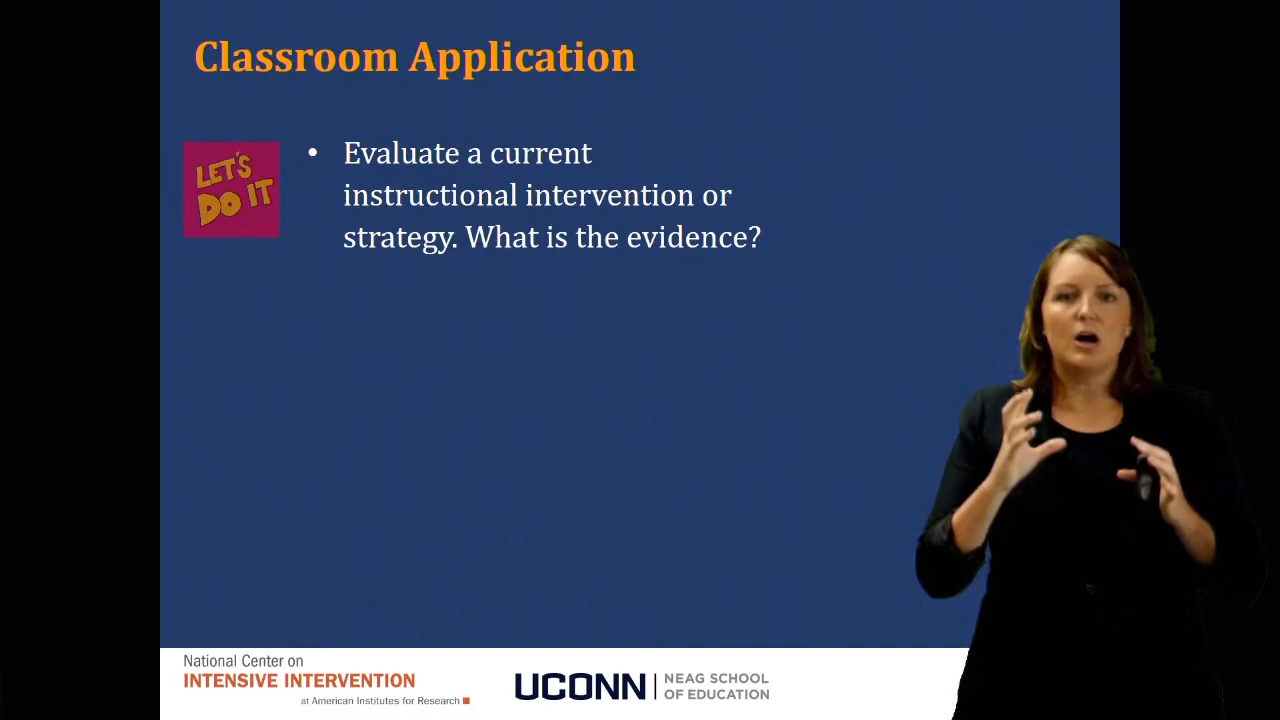 Classroom Application
LET'S
DO IT
• Evaluate a current
instructional intervention or
strategy. What is the evidence?
National Center on
INTENSIVE INTERVENTION
at American Institutes for Research
UCONN | NEAG SCHOOL
OF EDUCATION